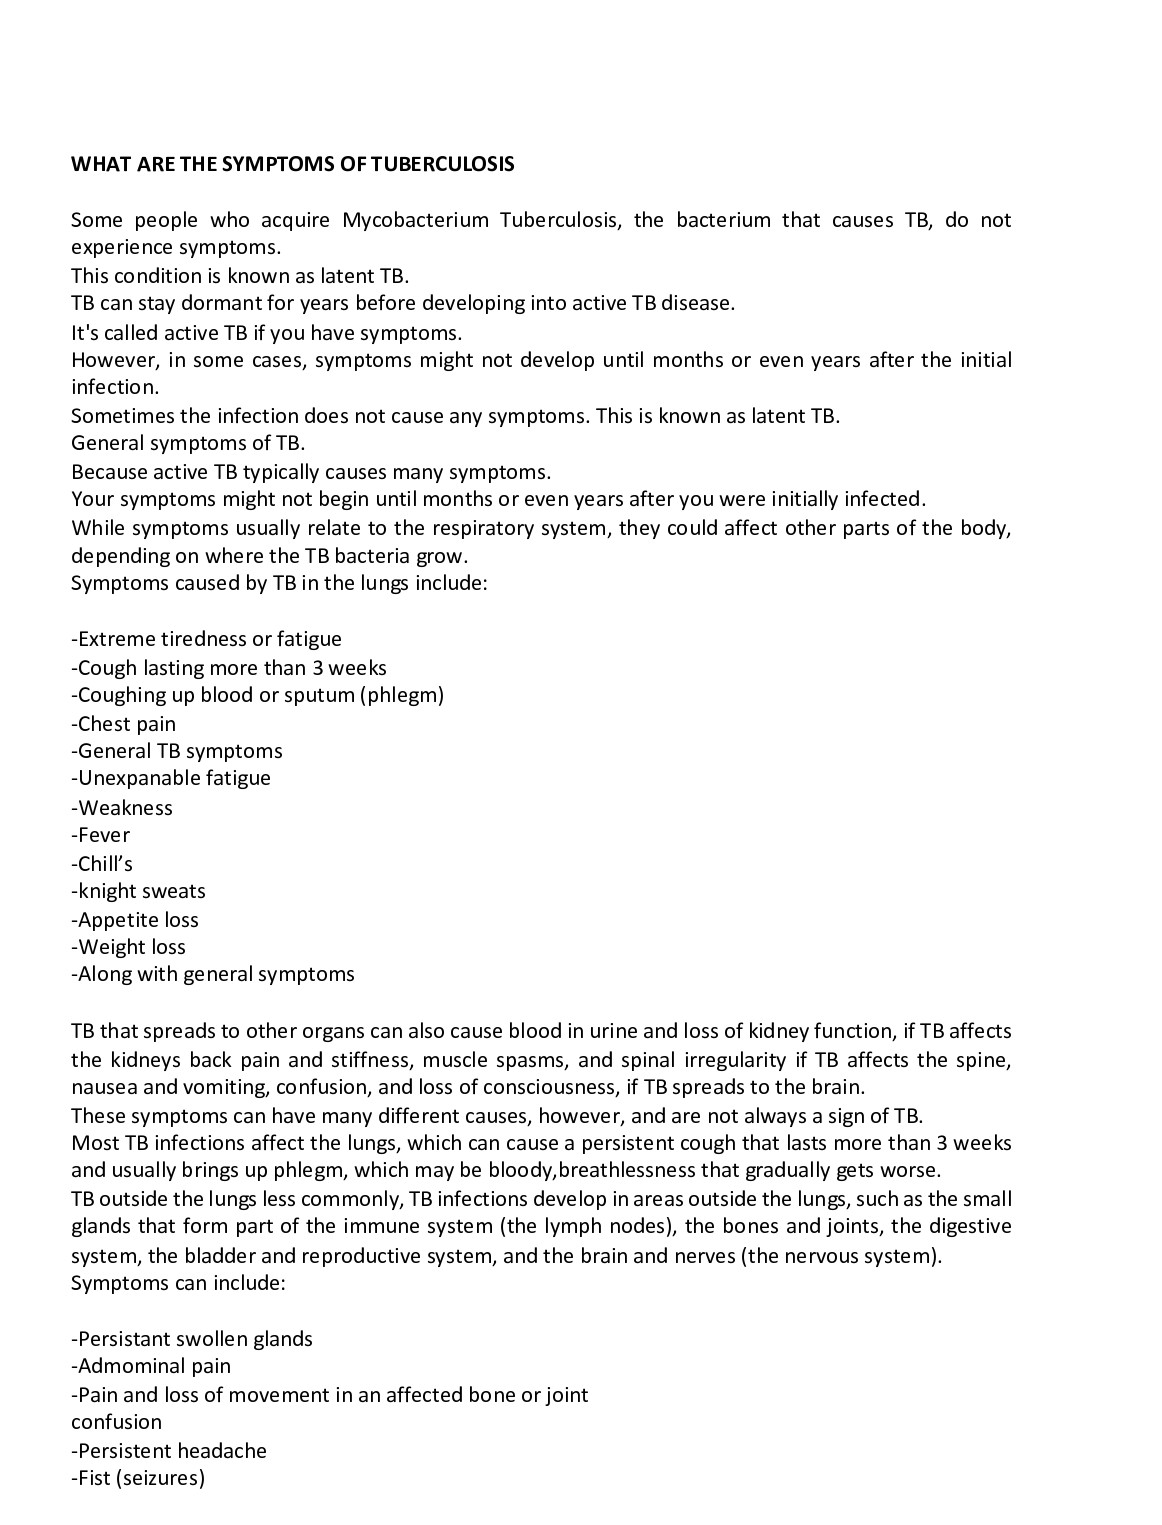 WHAT ARE THE SYMPTOMS OF TUBERCULOSIS
Some people who acquire Mycobacterium Tuberculosis, the bacterium that causes TB, do not
experience symptoms.
This condition is known as latent TB.
TB can stay dormant for years before developing into active TB disease.
It's called active TB if you have symptoms.
However, in some cases, symptoms might not develop until months or even years after the initial
infection.
Sometimes the infection does not cause any symptoms. This is known as latent TB.
General symptoms of TB.
Because active TB typically causes many symptoms.
Your symptoms might not begin until months or even years after you were initially infected.
While symptoms usually relate to the respiratory system, they could affect other parts of the body,
depending on where the TB bacteria grow.
Symptoms caused by TB in the lungs include:
-Extreme tiredness or fatigue
-Cough lasting more than 3 weeks
-Coughing up blood or sputum (phlegm)
-Chest pain
-General TB symptoms
-Unexpanable fatigue
-Weakness
-Fever
-Chill’s
-knight sweats
-Appetite loss
-Weight loss
-Along with general symptoms
TB that spreads to other organs can also cause blood in urine and loss of kidney function, if TB affects
the kidneys back pain and stiffness, muscle spasms, and spinal irregularity if TB affects the spine,
nausea and vomiting, confusion, and loss of consciousness, if TB spreads to the brain.
These symptoms can have many different causes, however, and are not always a sign of TB.
Most TB infections affect the lungs, which can cause a persistent cough that lasts more than 3 weeks
and usually brings up phlegm, which may be bloody,breathlessness that gradually gets worse.
TB outside the lungs less commonly, TB infections develop in areas outside the lungs, such as the small
glands that form part of the immune system (the lymph nodes), the bones and joints, the digestive
system, the bladder and reproductive system, and the brain and nerves (the nervous system).
Symptoms can include:
-Persistant swollen glands
-Admominal pain
-Pain and loss of movement in an affected bone or joint
confusion
-Persistent headache
-Fist (seizures)